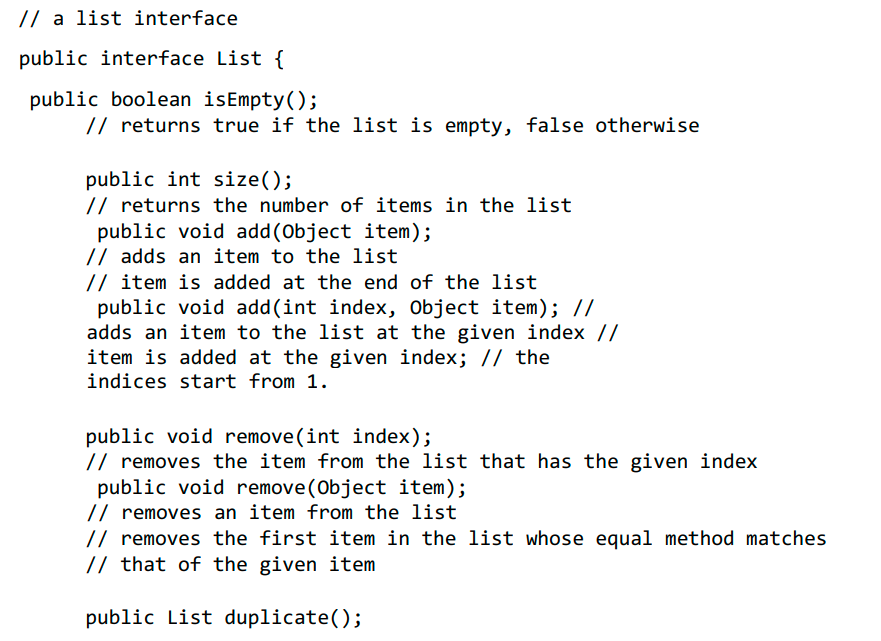 // a list interface
public interface List {
public boolean isEmpty();
// returns true if the list is empty, false otherwise
public int size();
// returns the number of items in the list
public void add(Object item);
// adds an item to the list
// item is added at the end of the list
public void add(int index, Object item); //
adds an item to the list at the given index //
item is added at the given index; // the
indices start from 1.
public void remove(int index);
// removes the item from the list that has the given index
public void remove(Object item);
// removes an item from the list
// removes the first item in the list whose equal method matches
// that of the given item
public List duplicate();